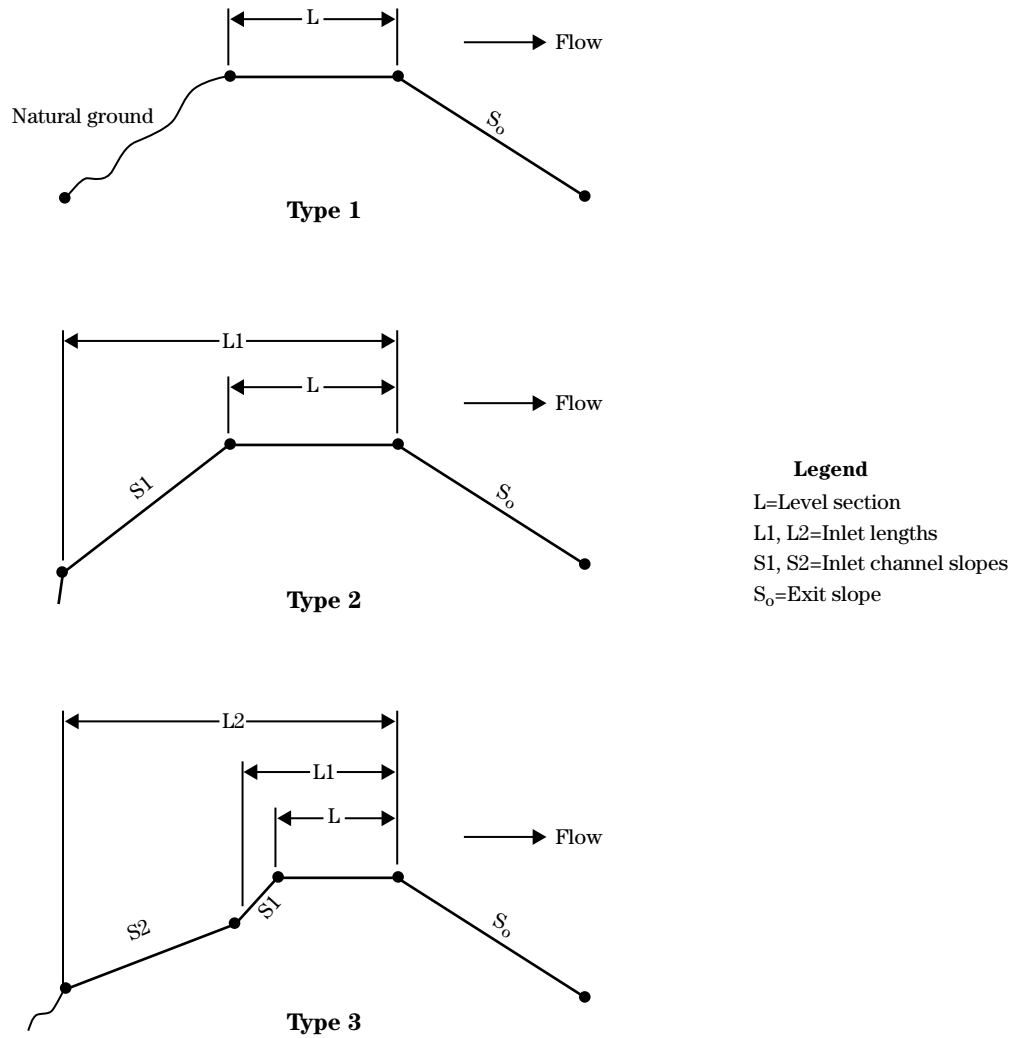 L
Flow
Natural ground
So
Type 1
L1
L
Flow
S1
So
Type 2
Legend
L=Level section
L1, L2=Inlet lengths
S1, S2=Inlet channel slopes
So=Exit slope
L2
L1
L
Flow
S1
S2
So
Type 3